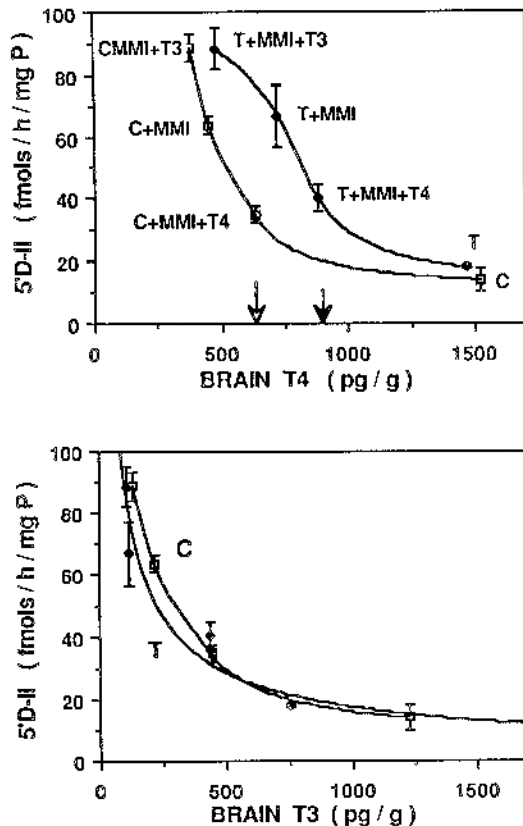 100
80
60
40
20
0
5'D-II ( fmols / h / mg P )
CMMI+T3
T+MMI+T3
C+MMI
T+MMI
C+MMI+T4
T+MMI+T4
T
C
0
500
1000
1500
BRAIN T4 ( pg / g )
100
80
60
40
20
0
5'D-II ( fmols / h / mg P )
C
T
0
500
1000
1500
BRAIN T3 ( pg / g )